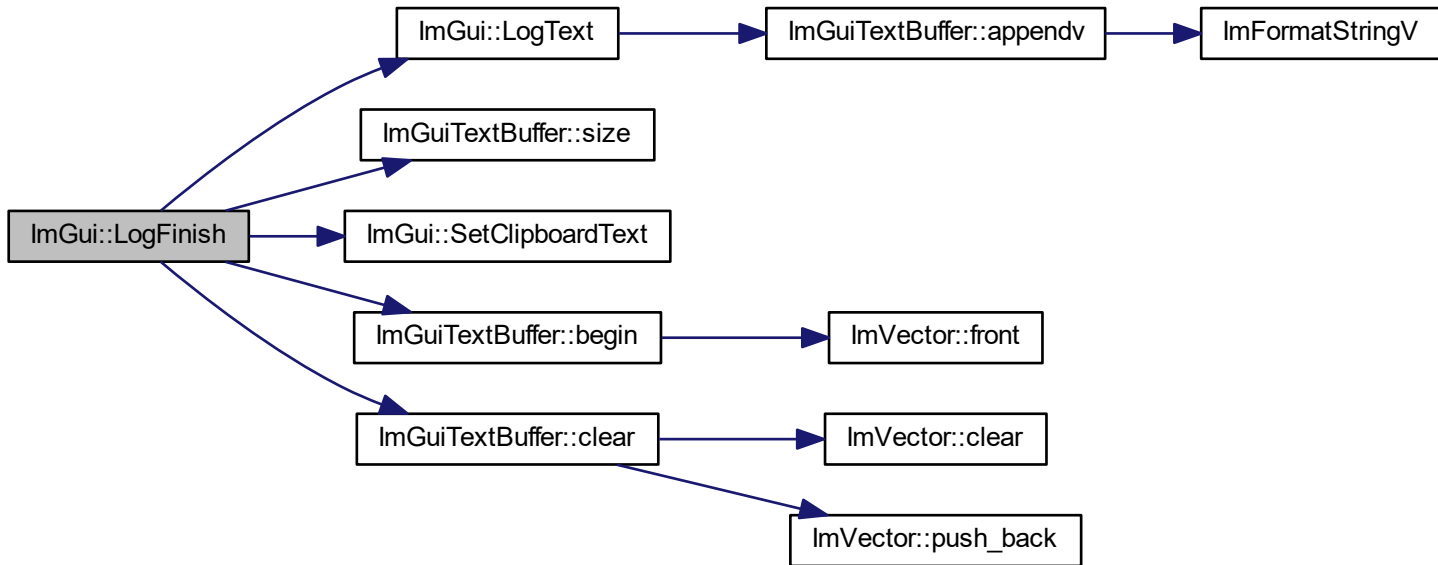 ImGui::LogText
ImGuiTextBuffer::appendv
ImFormatStringV
ImGuiTextBuffer::size
ImGui::LogFinish
ImGui::SetClipboardText
ImGuiTextBuffer::begin
ImVector::front
ImGuiTextBuffer::clear
ImVector::clear
ImVector::push_back